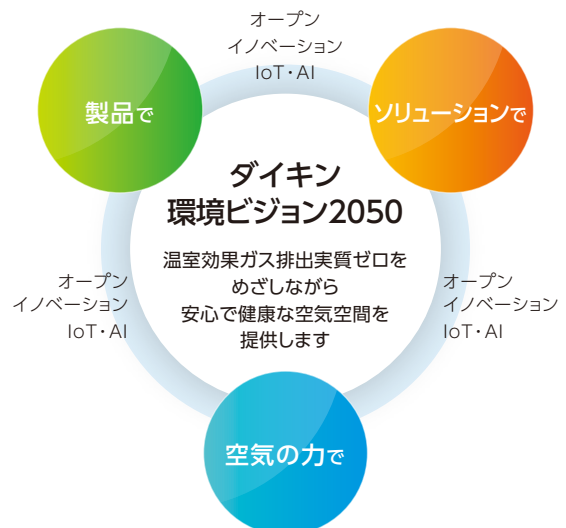 オープン
イノベーション
IoT・AI
製品で
ソリューションで
ダイキン
環境ビジョン2050
温室効果ガス排出実質ゼロを
めざしながら
安心で健康な空気空間を
提供します
オープン
イノベーション
IoT・AI
オープン
イノベーション
IoT・AI
空気の力で